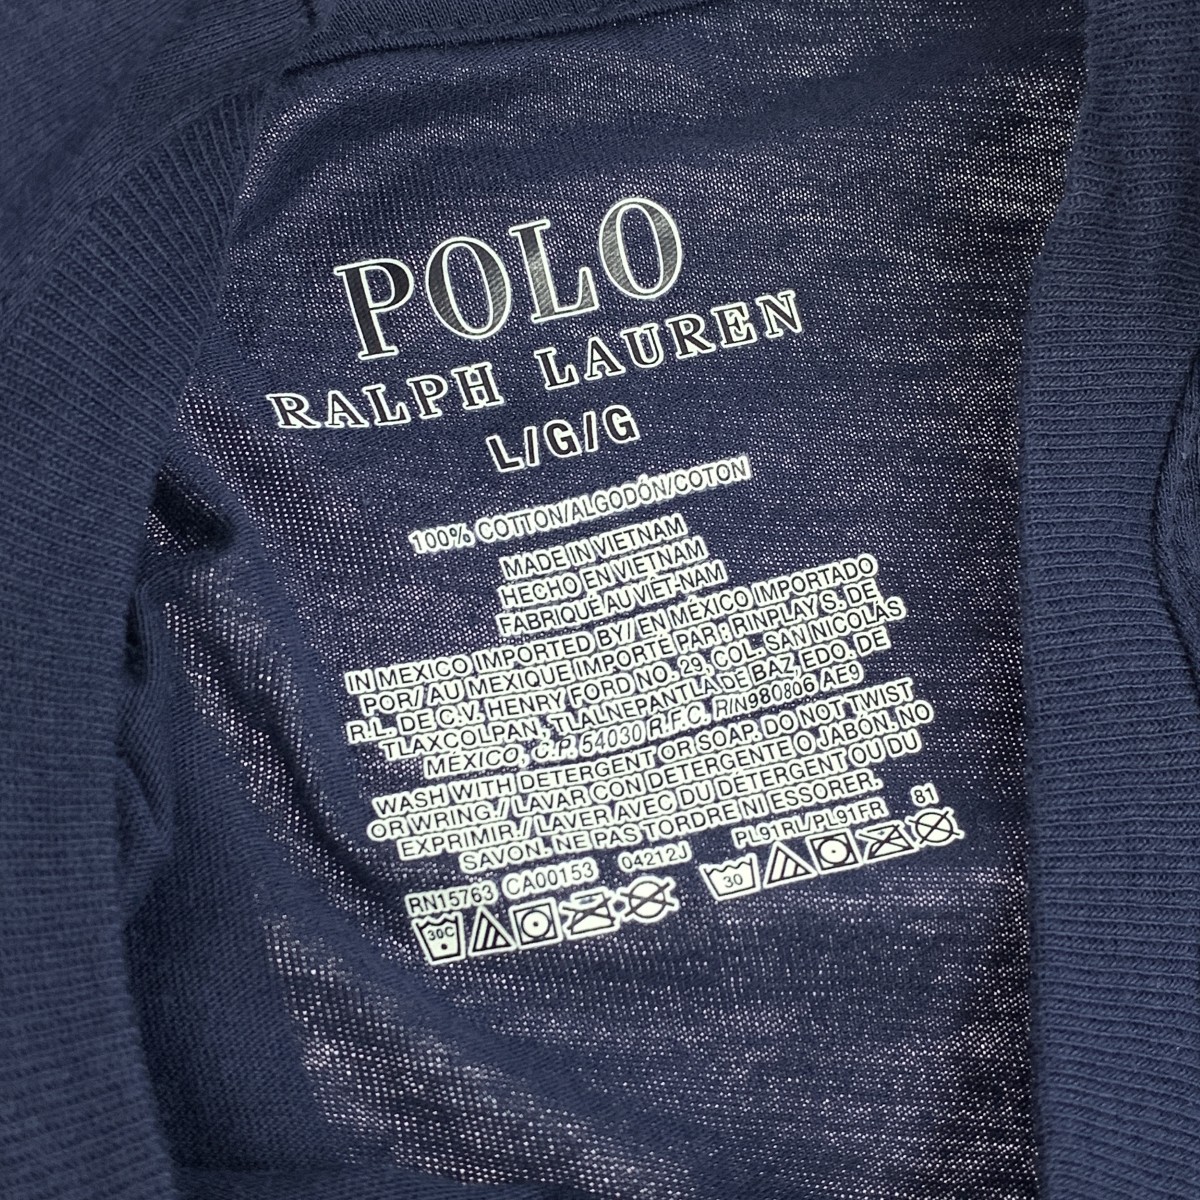 POLO
RALPH LAUREN
L/G/G
100% COTTON/ALGODÓN/COTON
MADE IN VIETNAM
HECHO EN VIETNAM
FABRIQUÉ AU VIÊT-NAM
IN MEXICO IMPORTED BY// EN MÉXICO IMPORTADO
POR// AU MEXIQUE IMPORTÉ PAR: RINPLAY S. DE
R.L. DE C.V. HENRY FORD NO. 29, COL. SAN NICOLÁS
TLAXCOLPAN, TLALNEPANTLA DE BAZ, EDO. DE
MÉXICO, C.P. 54030 R.F.C. RIN980806 AE9
WASH WITH DETERGENT OR SOAP. DO NOT TWIST
OR WRING// LAVAR CON DETERGENTE O JABÓN. NO
EXPRIMIR// LAVER AVEC DU DETERGENT OU DU
SAVON. NE PAS TORDRE NI ESSORER.
RN15763 CA00153 04212J PL91RL/PL91FR 81
30C 30